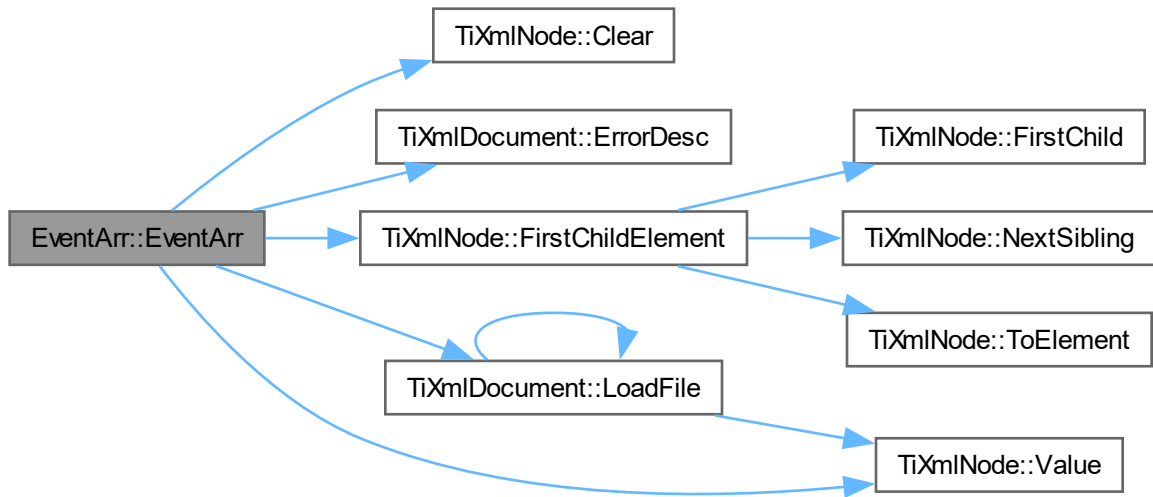 TiXmlNode::Clear
TiXmlDocument::ErrorDesc
TiXmlNode::FirstChild
EventArr::EventArr
TiXmlNode::FirstChildElement
TiXmlNode::NextSibling
TiXmlNode::ToElement
TiXmlDocument::LoadFile
TiXmlNode::Value